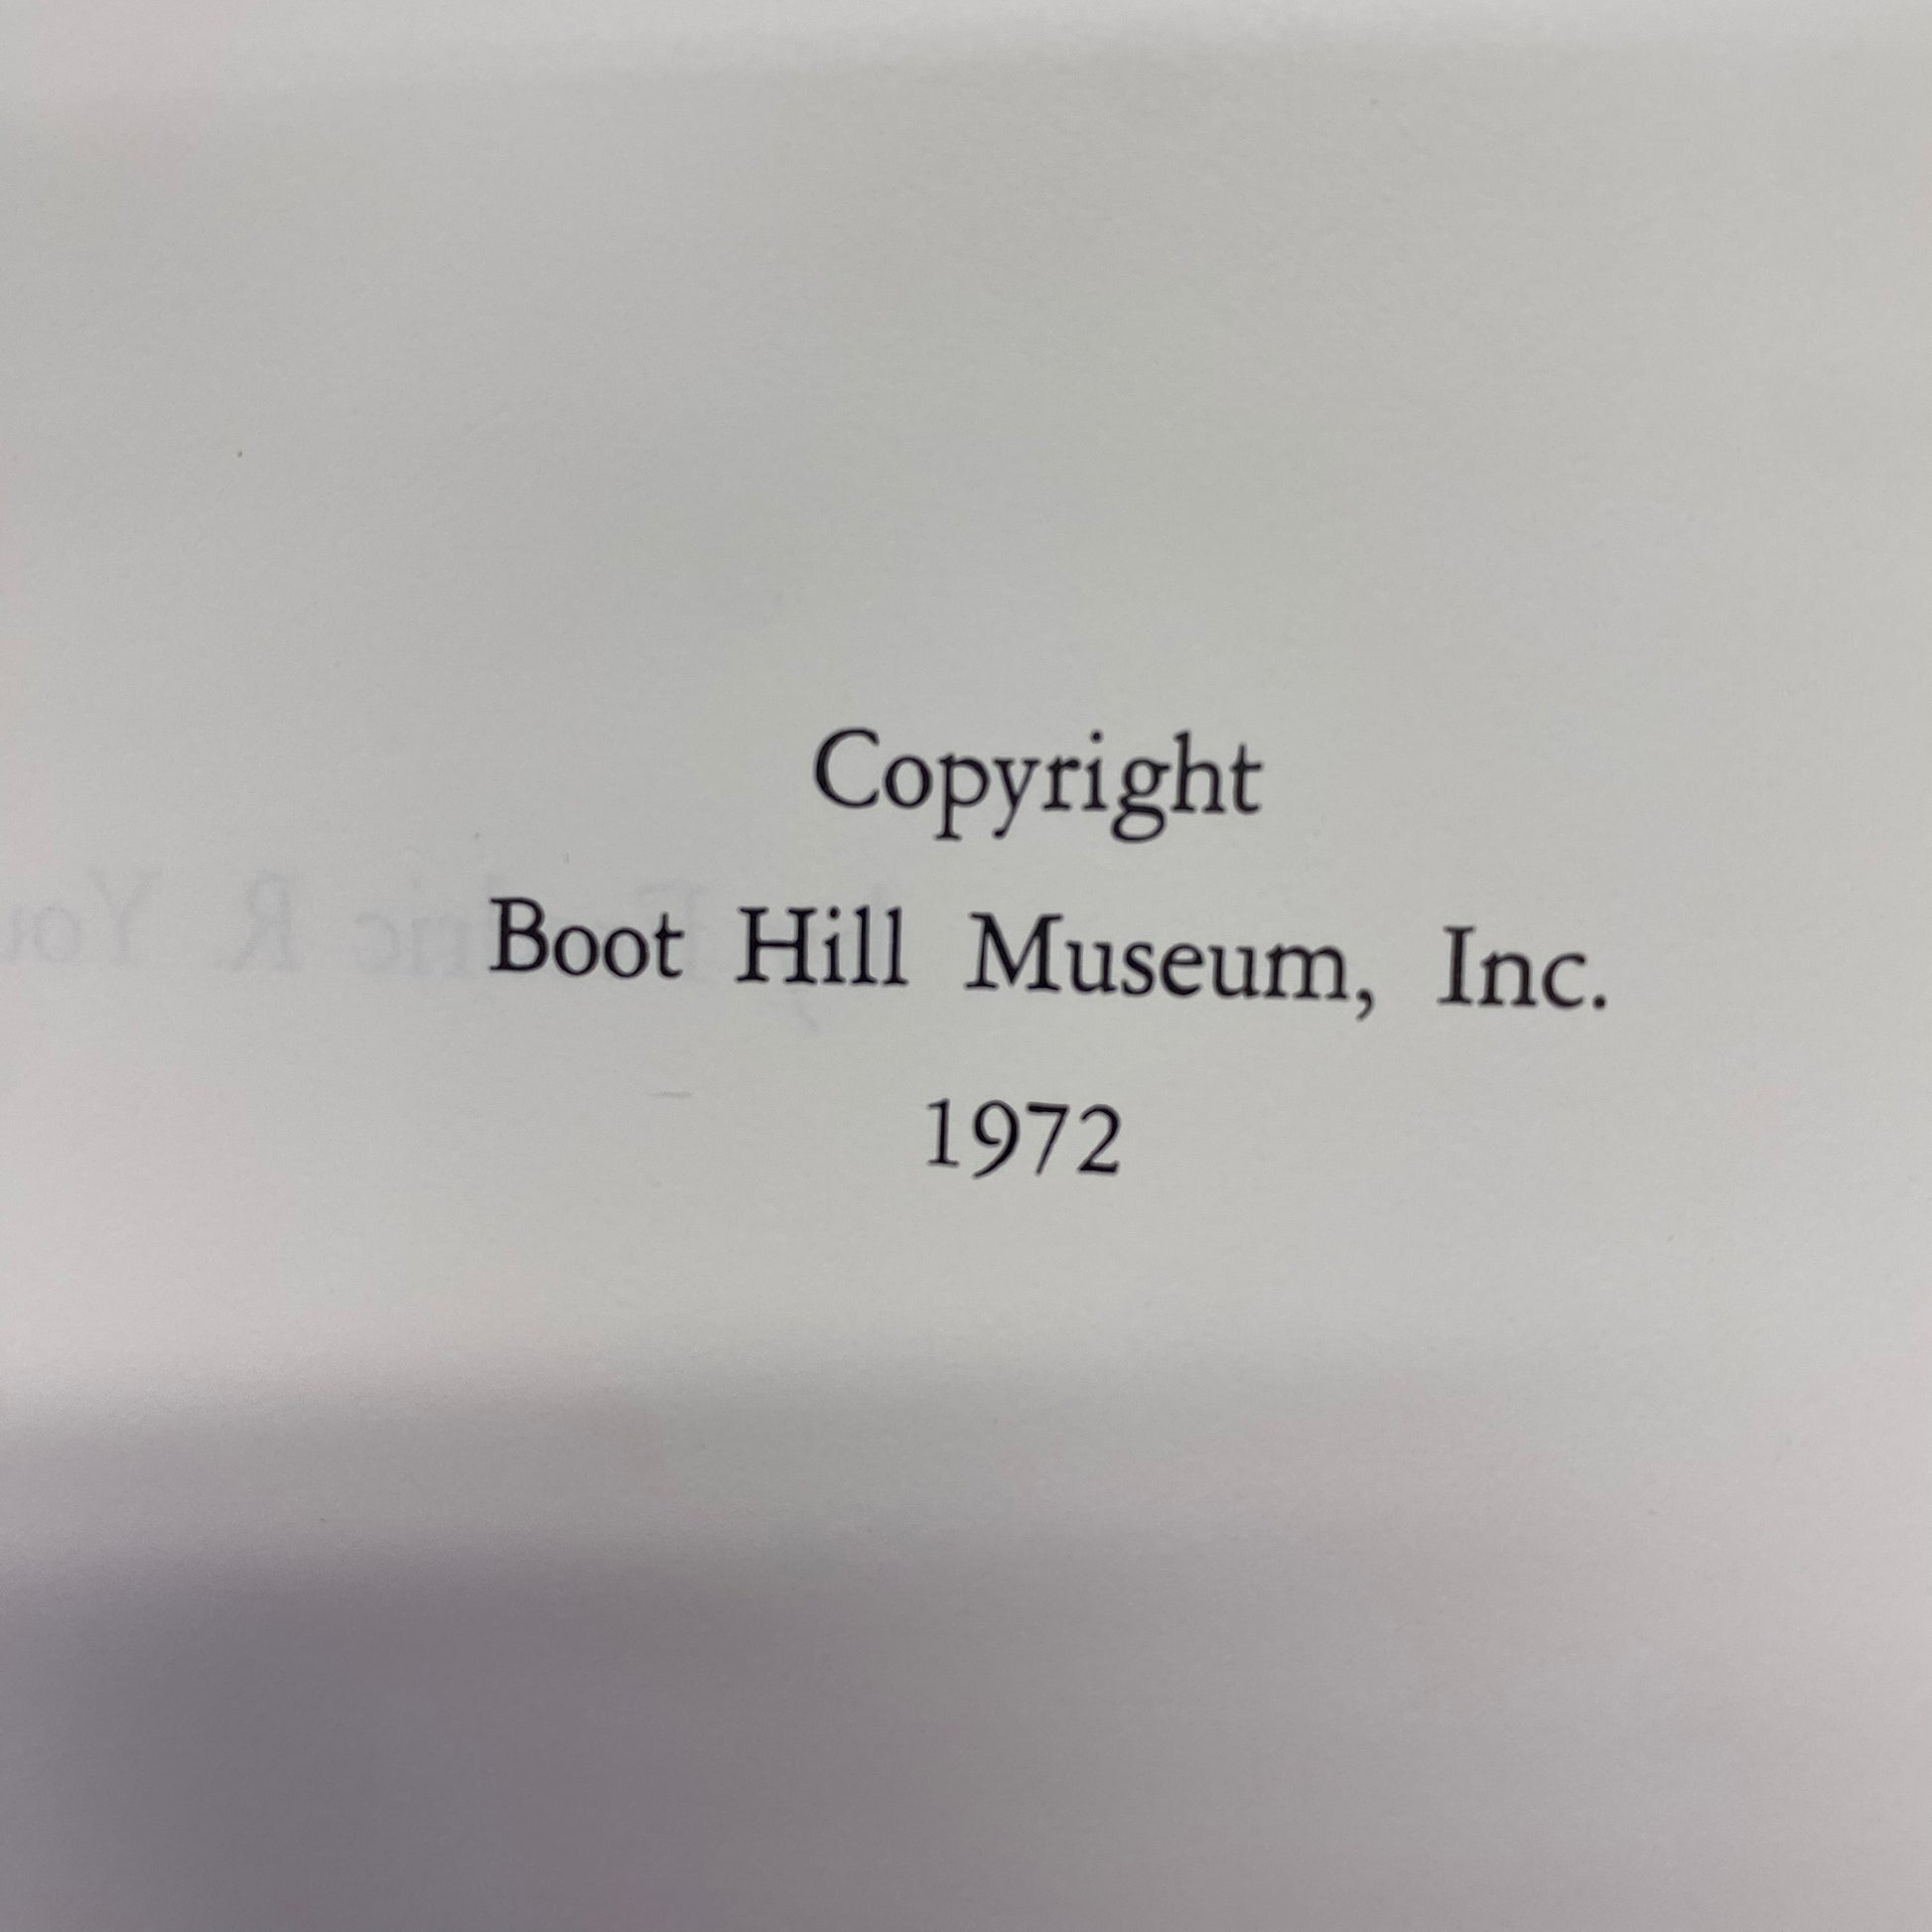 Copyright
Boot Hill Museum, Inc.
1972